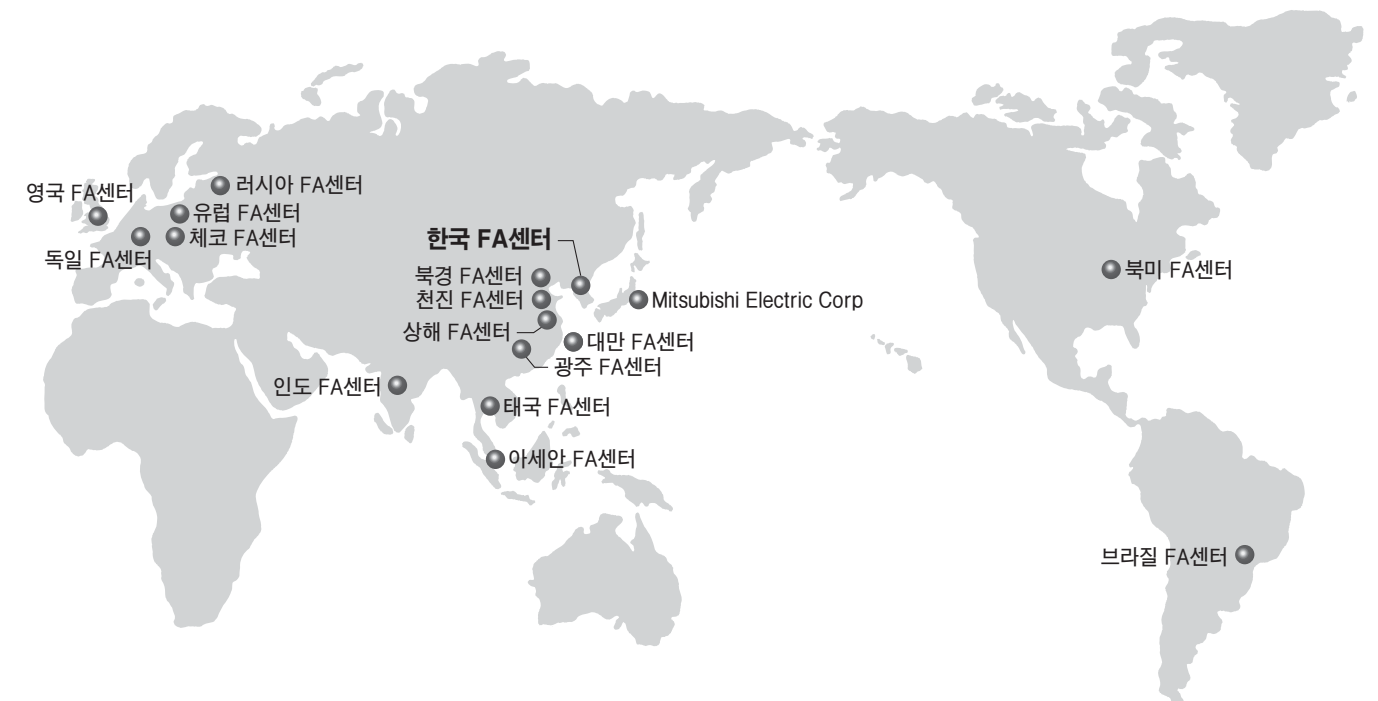 영국 FA센터
러시아 FA센터
유럽 FA센터
체코 FA센터
독일 FA센터
한국 FA센터
북경 FA센터
천진 FA센터
Mitsubishi Electric Corp
상해 FA센터
대만 FA센터
광주 FA센터
인도 FA센터
태국 FA센터
아세안 FA센터
북미 FA센터
브라질 FA센터